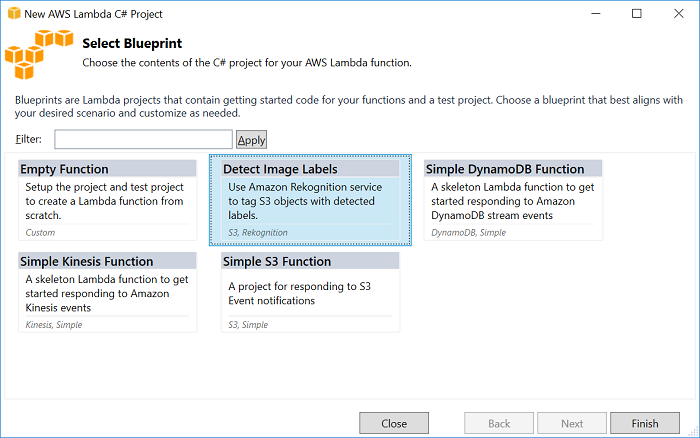 New AWS Lambda C# Project
Select Blueprint
Choose the contents of the C# project for your AWS Lambda function.
Blueprints are Lambda projects that contain getting started code for your functions and a test project. Choose a blueprint that best aligns with
your desired scenario and customize as needed.
Filter:
Apply
Empty Function
Setup the project and test project
to create a Lambda function from
scratch.
Custom
Detect Image Labels
Use Amazon Rekognition service
to tag S3 objects with detected
labels.
S3, Rekognition
Simple DynamoDB Function
A skeleton Lambda function to get
started responding to Amazon
DynamoDB stream events
DynamoDB, Simple
Simple Kinesis Function
A skeleton Lambda function to get
started responding to Amazon
Kinesis events
Kinesis, Simple
Simple S3 Function
A project for responding to S3
Event notifications
S3, Simple
Close
Back
Next
Finish